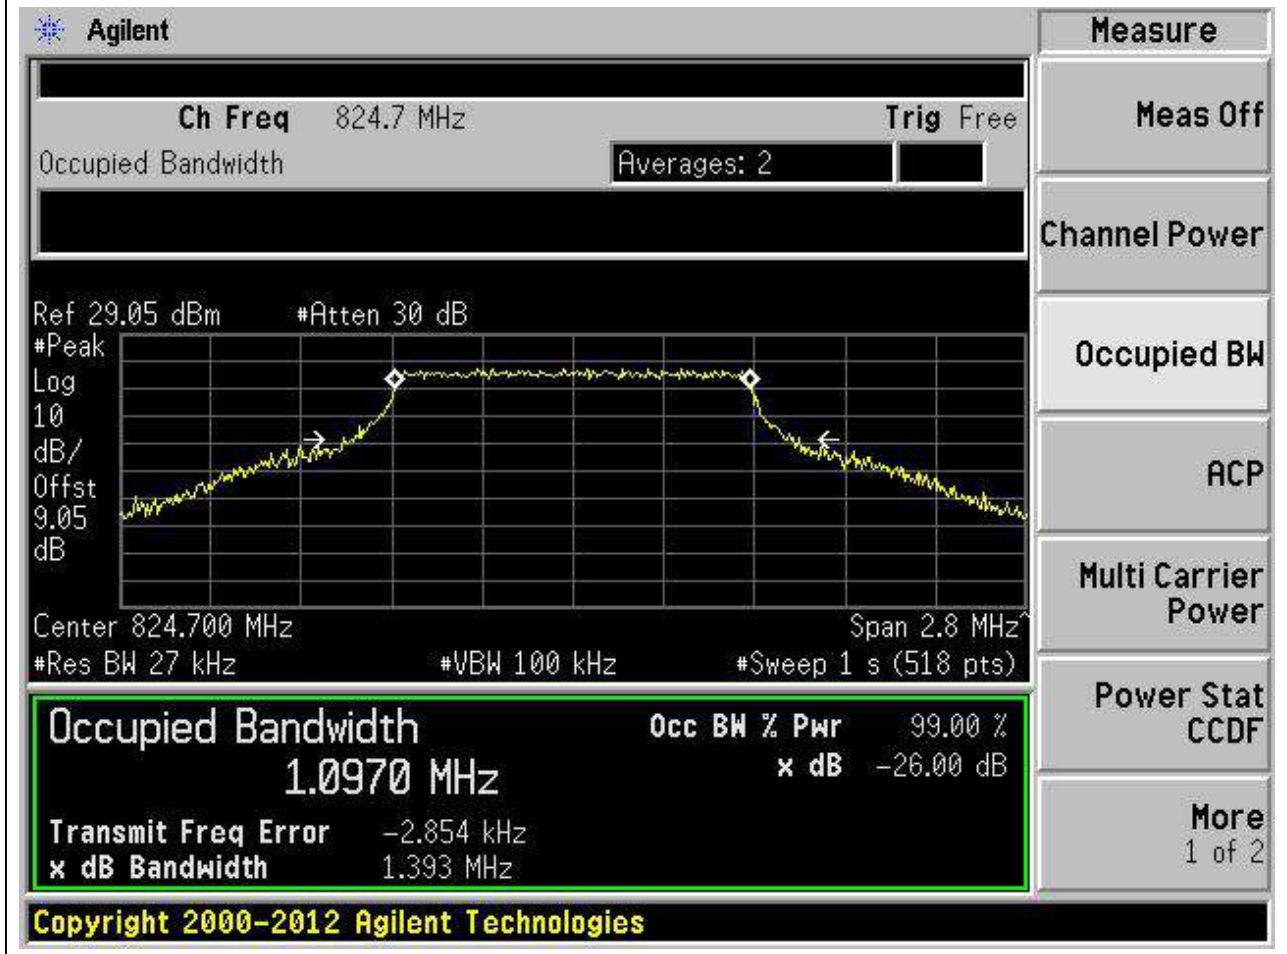 Agilent
Measure
Ch Freq 824.7 MHz Trig Free
Occupied Bandwidth Averages: 2
Ref 29.05 dBm #Atten 30 dB
#Peak
Log
10
dB/
Offst
9.05
dB
Center 824.700 MHz Span 2.8 MHz^
#Res BW 27 kHz #VBW 100 kHz #Sweep 1 s (518 pts)
Occupied Bandwidth Occ BW % Pwr 99.00 %
1.0970 MHz x dB -26.00 dB
Transmit Freq Error -2.854 kHz
x dB Bandwidth 1.393 MHz
Meas Off
Channel Power
Occupied BW
ACP
Multi Carrier
Power
Power Stat
CCDF
More
1 of 2
Copyright 2000-2012 Agilent Technologies